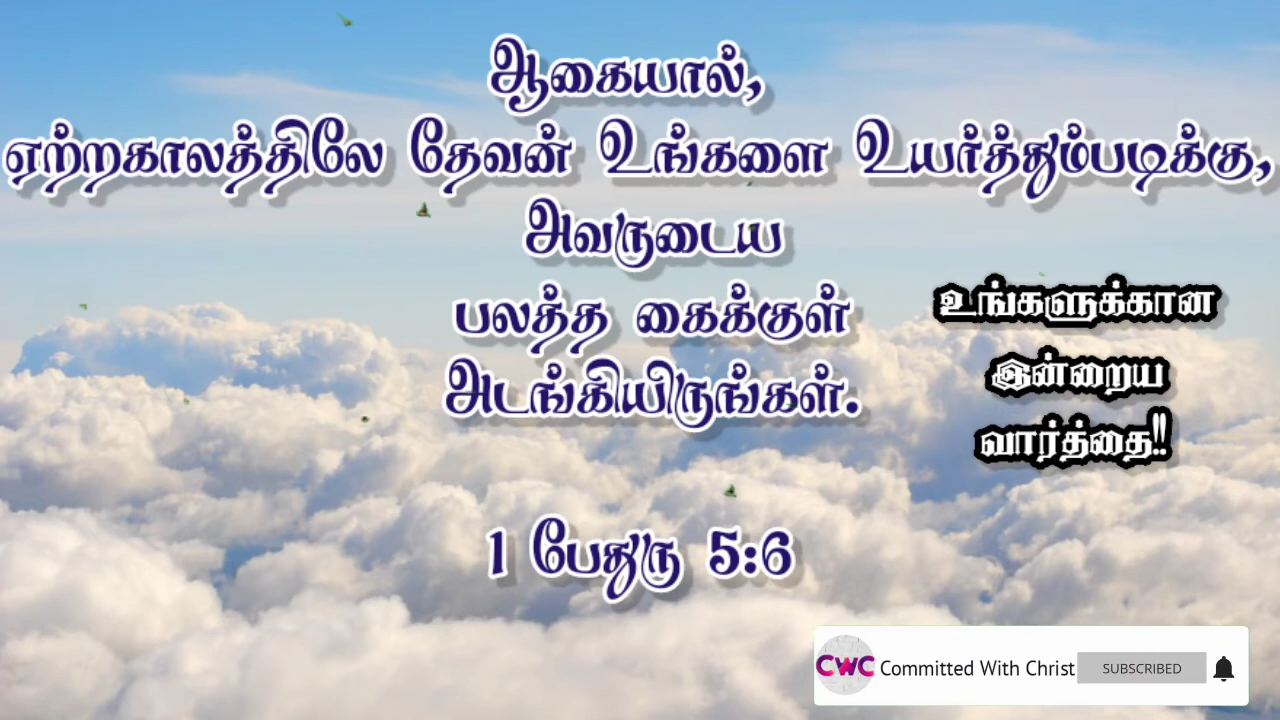 ஆகையால்,
ஏற்றகாலத்திலே தேவன் உங்களை உயர்த்தும்படிக்கு,
அவருடைய
பலத்த கைக்குள்
அடங்கியிருங்கள்.
1 பேதுரு 5:6
உங்களுக்கான
இன்றைய
வார்த்தை!!
CWC Committed With Christ SUBSCRIBED